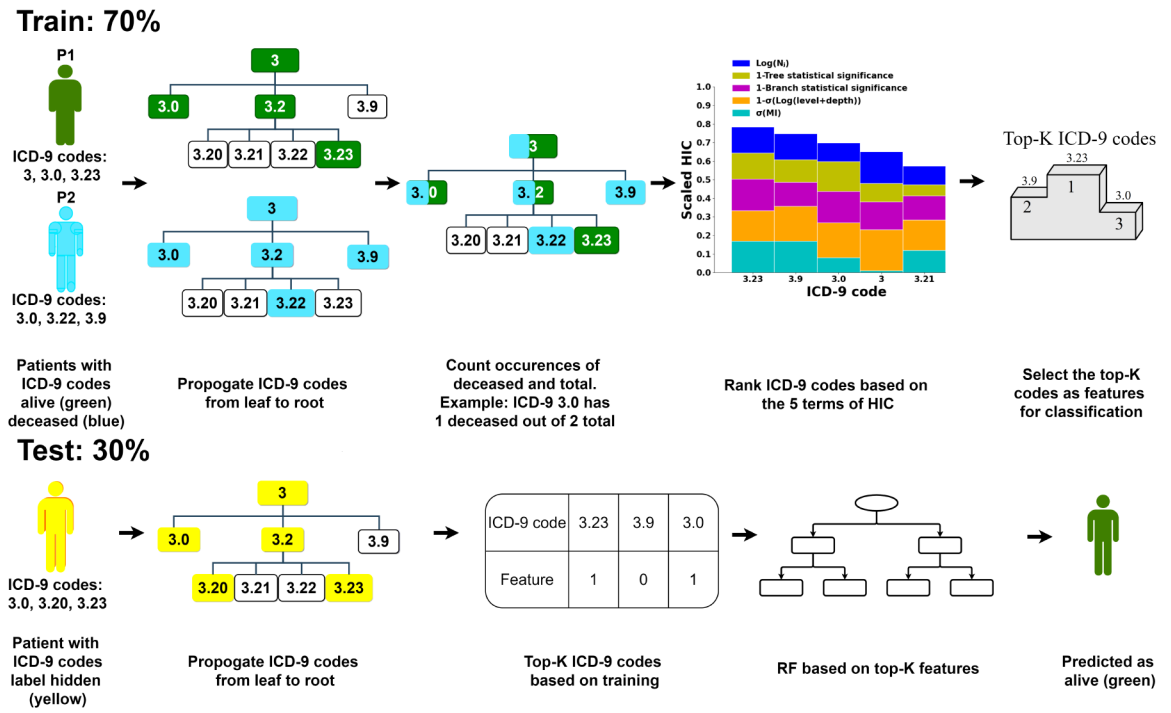 Train: 70%
P1
ICD-9 codes:
3, 3.0, 3.23
P2
ICD-9 codes:
3.0, 3.22, 3.9
Patients with
ICD-9 codes
alive (green)
deceased (blue)
3
3.0
3.2
3.9
3.20
3.21
3.22
3.23
3
3.0
3.2
3.9
3.20
3.21
3.22
3.23
Propogate ICD-9 codes
from leaf to root
3
3.0
3.2
3.9
3.20
3.21
3.22
3.23
Count occurences of
deceased and total.
Example: ICD-9 3.0 has
1 deceased out of 2 total
Log(Nᵢ)
1-Tree statistical significance
1-Branch statistical significance
1-σ(Log(level+depth))
σ(MI)
Scaled HIC
1.0
0.9
0.8
0.7
0.6
0.5
0.4
0.3
0.2
0.1
0.0
3.23
3.9
3.0
3
3.21
ICD-9 code
Rank ICD-9 codes based on
the 5 terms of HIC
Top-K ICD-9 codes
3.23
3.9
3.0
1
2
3
Select the top-K
codes as features
for classification
Test: 30%
ICD-9 codes:
3.0, 3.20, 3.23
Patient with
ICD-9 codes
label hidden
(yellow)
3
3.0
3.2
3.9
3.20
3.21
3.22
3.23
Propogate ICD-9 codes
from leaf to root
ICD-9 code 3.23 3.9 3.0
Feature 1 0 1
Top-K ICD-9 codes
based on training
RF based on top-K features
Predicted as
alive (green)